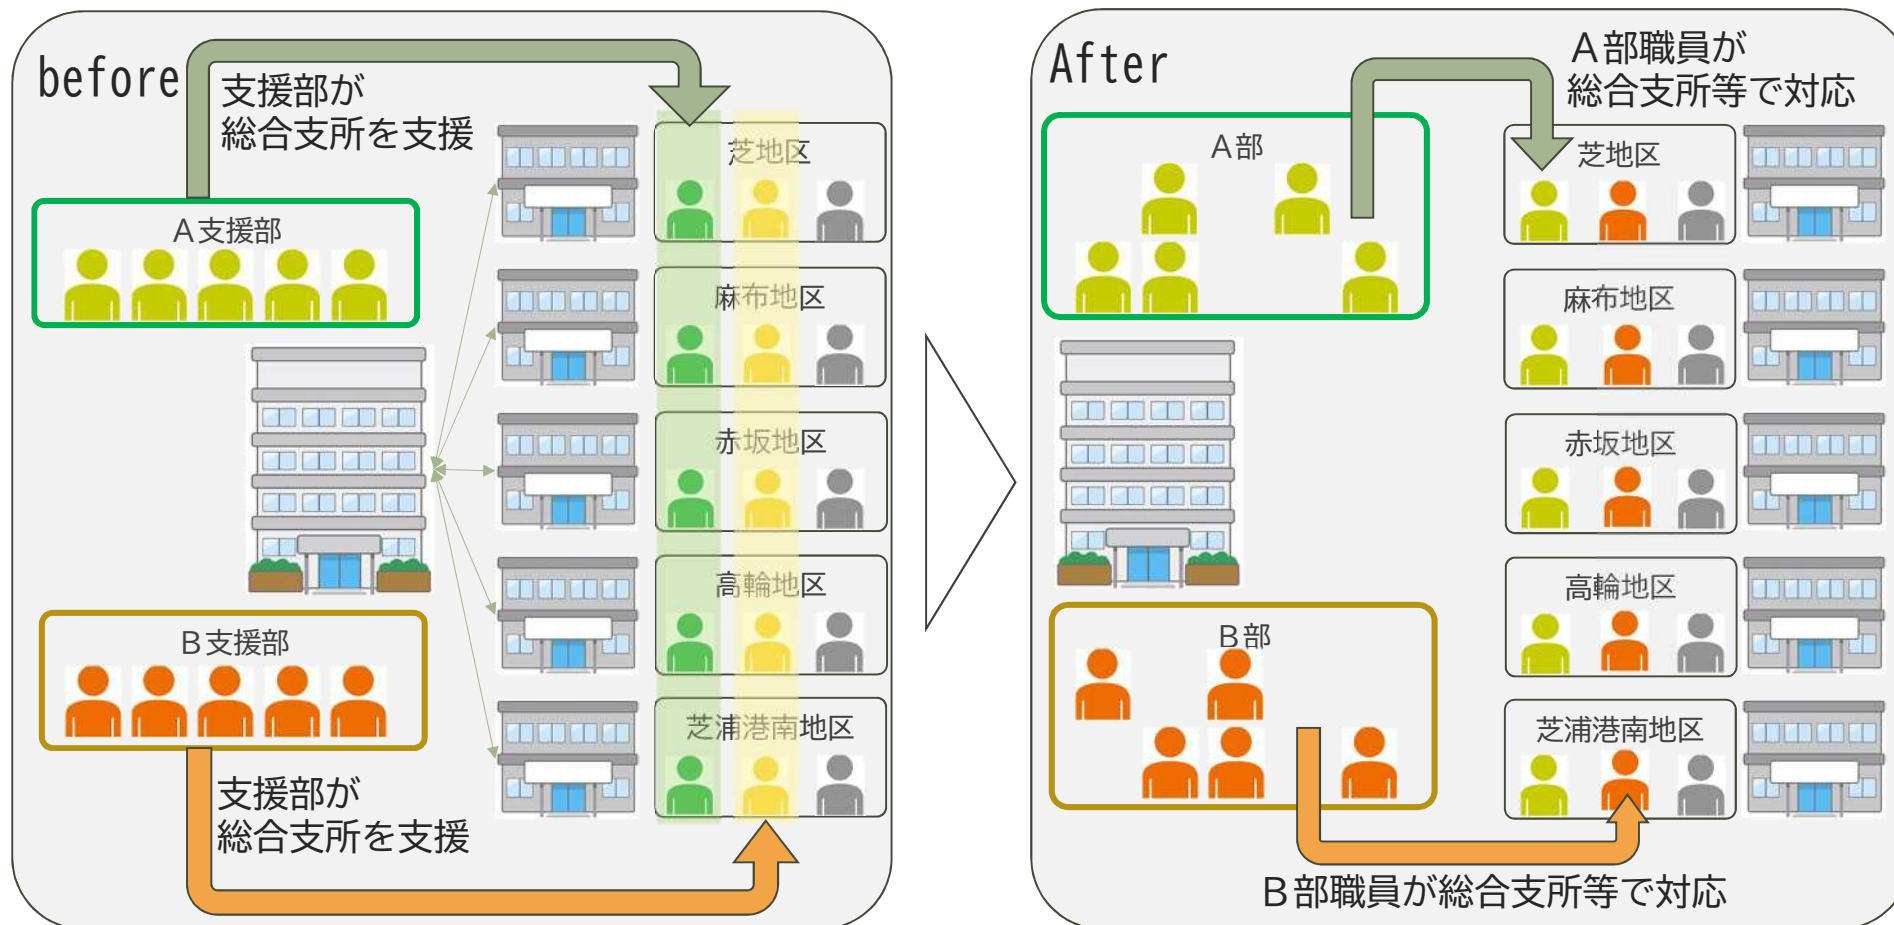 before
支援部が
総合支所を支援
A支援部
B支援部
支援部が
総合支所を支援
芝地区
麻布地区
赤坂地区
高輪地区
芝浦港南地区
After
A部職員が
総合支所等で対応
A部
B部
芝地区
麻布地区
赤坂地区
高輪地区
芝浦港南地区
B部職員が総合支所等で対応